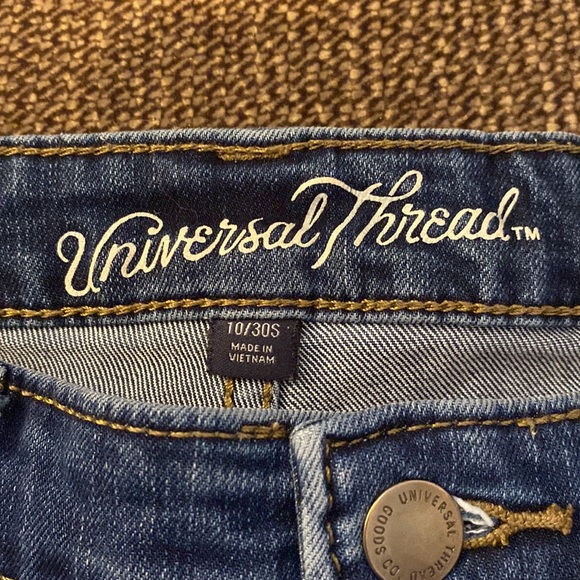 Universal Thread™
10/30S
MADE IN
VIETNAM
UNIVERSAL THREAD GOODS CO